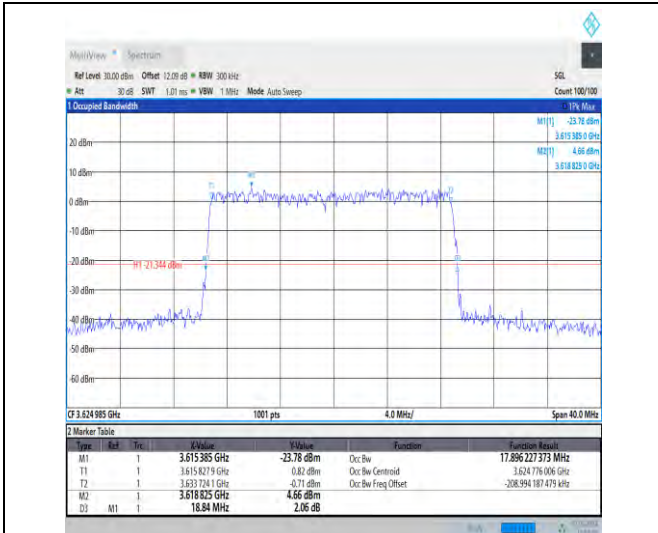 MultiView Spectrum
Ref Level 30.00 dBm Offset 12.09 dB RBW 300 kHz SGL
Att 30 dB SWT 1.01 ms VBW 1 MHz Mode Auto Sweep Count 100/100
1 Occupied Bandwidth 1Pk Max
M1[1] -23.78 dBm
3.615 385 0 GHz
20 dBm M2[1] 4.66 dBm
3.618 825 0 GHz
10 dBm
M2
T1 T2
0 dBm
-10 dBm
M1 D3
-20 dBm H1 -21.344 dBm
-30 dBm
-40 dBm
-50 dBm
-60 dBm
CF 3.624 985 GHz 1001 pts 4.0 MHz/ Span 40.0 MHz
2 Marker Table
Type Ref Trc X-Value Y-Value Function Function Result
M1 1 3.615 385 GHz -23.78 dBm Occ Bw 17.896 227 373 MHz
T1 1 3.615 827 9 GHz 0.82 dBm Occ Bw Centroid 3.624 776 006 GHz
T2 1 3.633 724 1 GHz -0.71 dBm Occ Bw Freq Offset -208.994 187 479 kHz
M2 1 3.618 825 GHz 4.66 dBm
D3 M1 1 18.84 MHz 2.06 dB